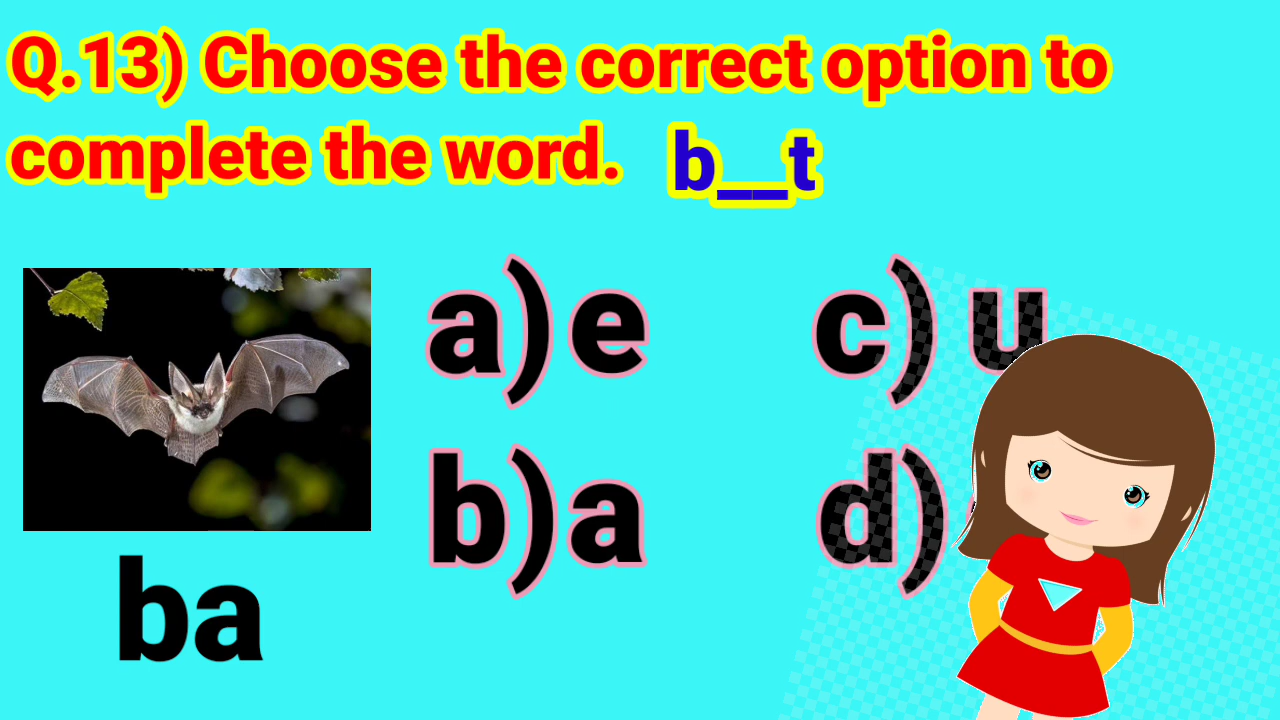 Q.13) Choose the correct option to
complete the word. b__t
a) e c) u
b) a d)
ba